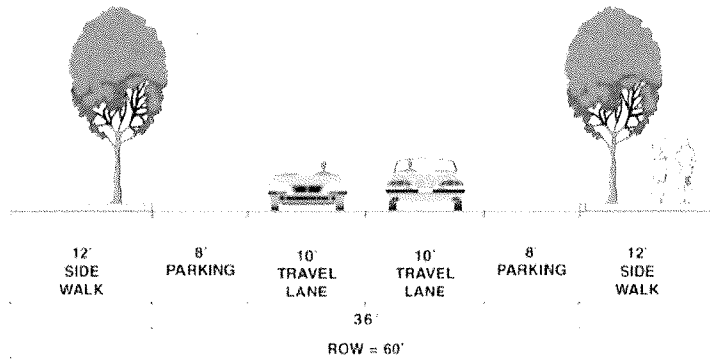 12' 8' 10' 10' 8' 12'
SIDE PARKING TRAVEL TRAVEL PARKING SIDE
WALK LANE LANE WALK
36'
ROW = 60'